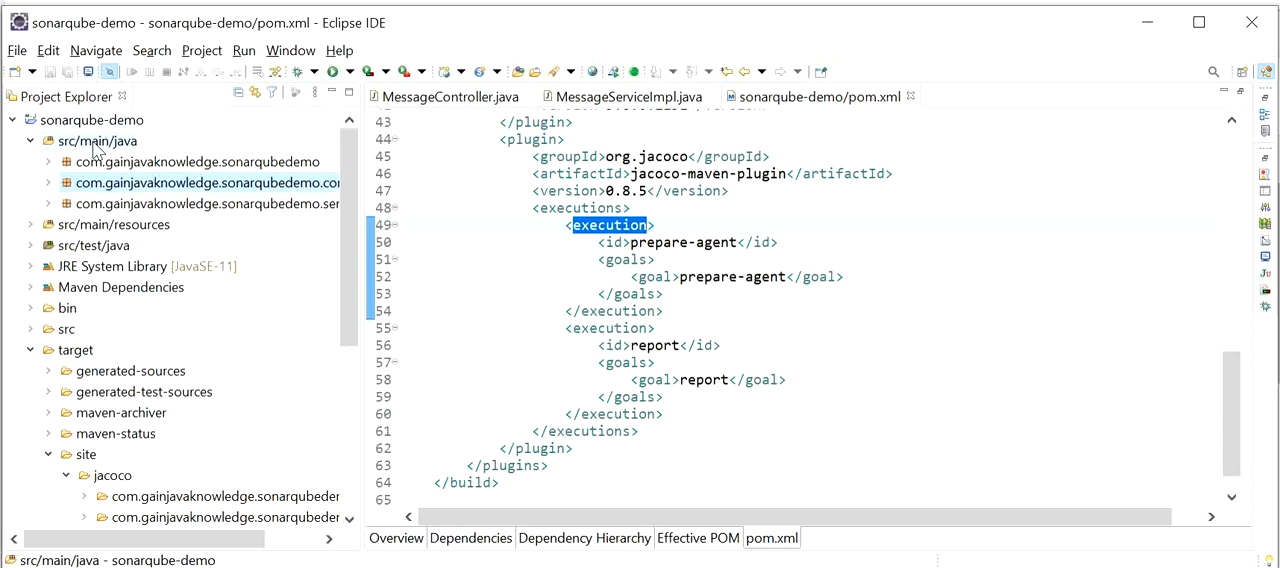 sonarqube-demo - sonarqube-demo/pom.xml - Eclipse IDE
File Edit Navigate Search Project Run Window Help
Project Explorer
sonarqube-demo
src/main/java
com.gainjavaknowledge.sonarqubedemo
com.gainjavaknowledge.sonarqubedemo.con
com.gainjavaknowledge.sonarqubedemo.ser
src/main/resources
src/test/java
JRE System Library [JavaSE-11]
Maven Dependencies
bin
src
target
generated-sources
generated-test-sources
maven-archiver
maven-status
site
jacoco
com.gainjavaknowledge.sonarqubeder
com.gainjavaknowledge.sonarqubeder
MessageController.java MessageServiceImpl.java sonarqube-demo/pom.xml
43 </plugin>
44 <plugin>
45 <groupId>org.jacoco</groupId>
46 <artifactId>jacoco-maven-plugin</artifactId>
47 <version>0.8.5</version>
48 <executions>
49 <execution>
50 <id>prepare-agent</id>
51 <goals>
52 <goal>prepare-agent</goal>
53 </goals>
54 </execution>
55 <execution>
56 <id>report</id>
57 <goals>
58 <goal>report</goal>
59 </goals>
60 </execution>
61 </executions>
62 </plugin>
63 </plugins>
64 </build>
65
Overview Dependencies Dependency Hierarchy Effective POM pom.xml
src/main/java - sonarqube-demo